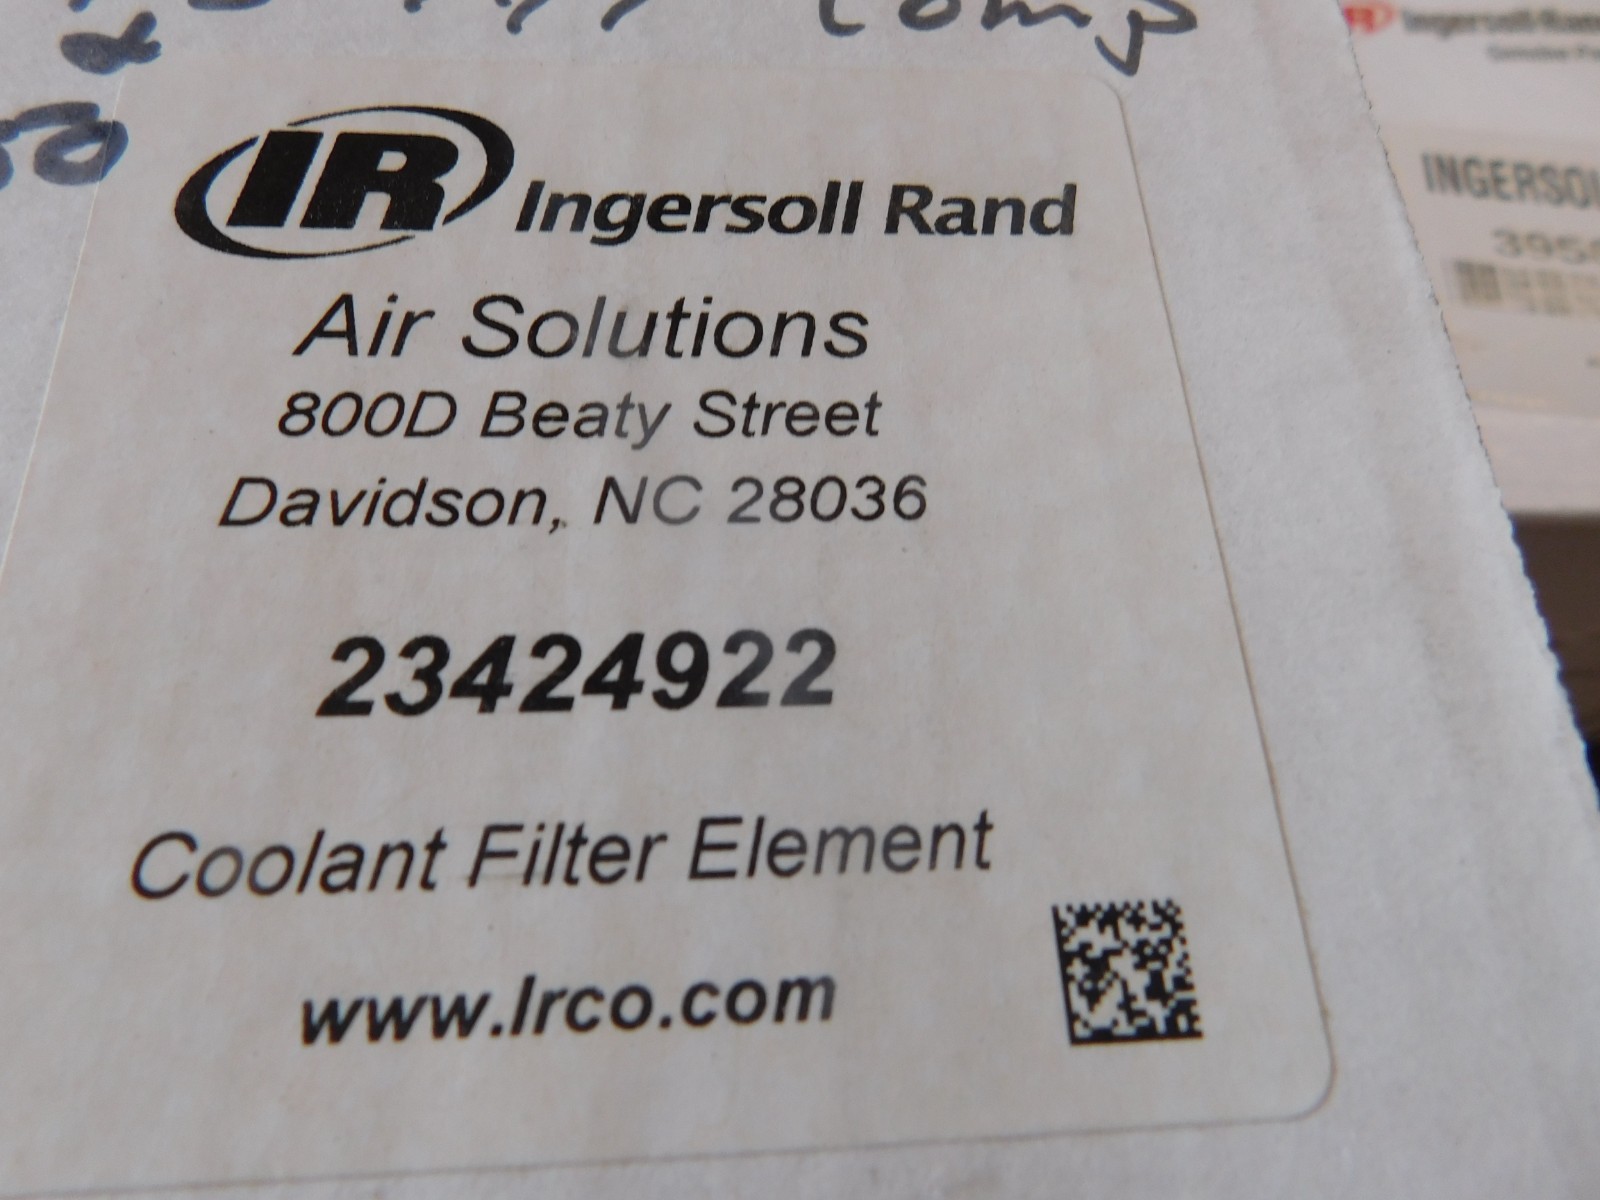 Comp
IR Ingersoll Rand
Air Solutions
800D Beaty Street
Davidson, NC 28036
23424922
Coolant Filter Element
www.Irco.com